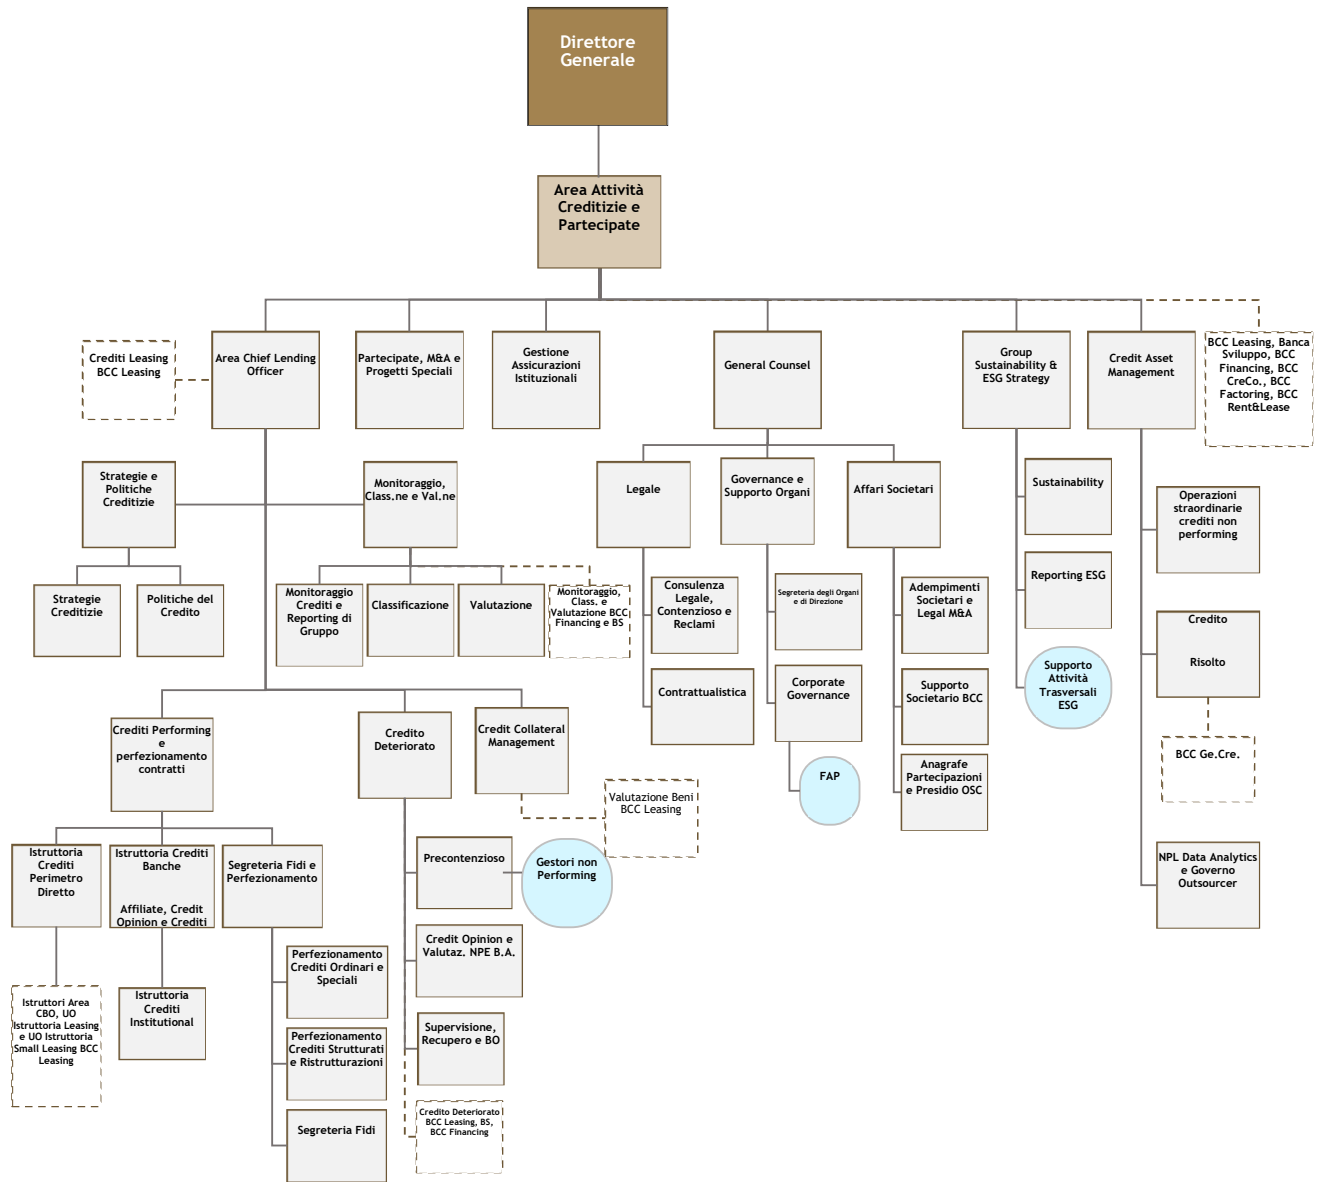 Direttore
Generale
Area Attività
Creditizie e
Partecipate
Crediti Leasing
BCC Leasing
Area Chief Lending
Officer
Partecipate, M&A e
Progetti Speciali
Gestione
Assicurazioni
Istituzionali
General Counsel
Group
Sustainability &
ESG Strategy
Credit Asset
Management
BCC Leasing, Banca
Sviluppo, BCC
Financing, BCC
CreCo., BCC
Factoring, BCC
Rent&Lease
Strategie e
Politiche
Creditizie
Monitoraggio,
Class.ne e Val.ne
Legale
Governance e
Supporto Organi
Affari Societari
Sustainability
Operazioni
straordinarie
crediti non
performing
Strategie
Creditizie
Politiche del
Credito
Monitoraggio
Crediti e
Reporting di
Gruppo
Classificazione
Valutazione
Monitoraggio,
Class. e
Valutazione BCC
Financing e BS
Consulenza
Legale,
Contenzioso e
Reclami
Segreteria degli Organi
e di Direzione
Adempimenti
Societari e
Legal M&A
Reporting ESG
Credito
Risolto
Contrattualistica
Corporate
Governance
Supporto
Societario BCC
Supporto
Attività
Trasversali
ESG
Crediti Performing
e
perfezionamento
contratti
Credito
Deteriorato
Credit Collateral
Management
BCC Ge.Cre.
FAP
Anagrafe
Partecipazioni
e Presidio OSC
Valutazione Beni
BCC Leasing
Istruttoria
Crediti
Perimetro
Diretto
Istruttoria Crediti
Banche
Affiliate, Credit
Opinion e Crediti
Segreteria Fidi e
Perfezionamento
Precontenzioso
Gestori non
Performing
NPL Data Analytics
e Governo
Outsourcer
Credit Opinion e
Valutaz. NPE B.A.
Perfezionamento
Crediti Ordinari e
Speciali
Istruttori Area
CBO, UO
Istruttoria Leasing
e UO Istruttoria
Small Leasing BCC
Leasing
Istruttoria
Crediti
Institutional
Supervisione,
Recupero e BO
Perfezionamento
Crediti Strutturati
e Ristrutturazioni
Credito Deteriorato
BCC Leasing, BS,
BCC Financing
Segreteria Fidi